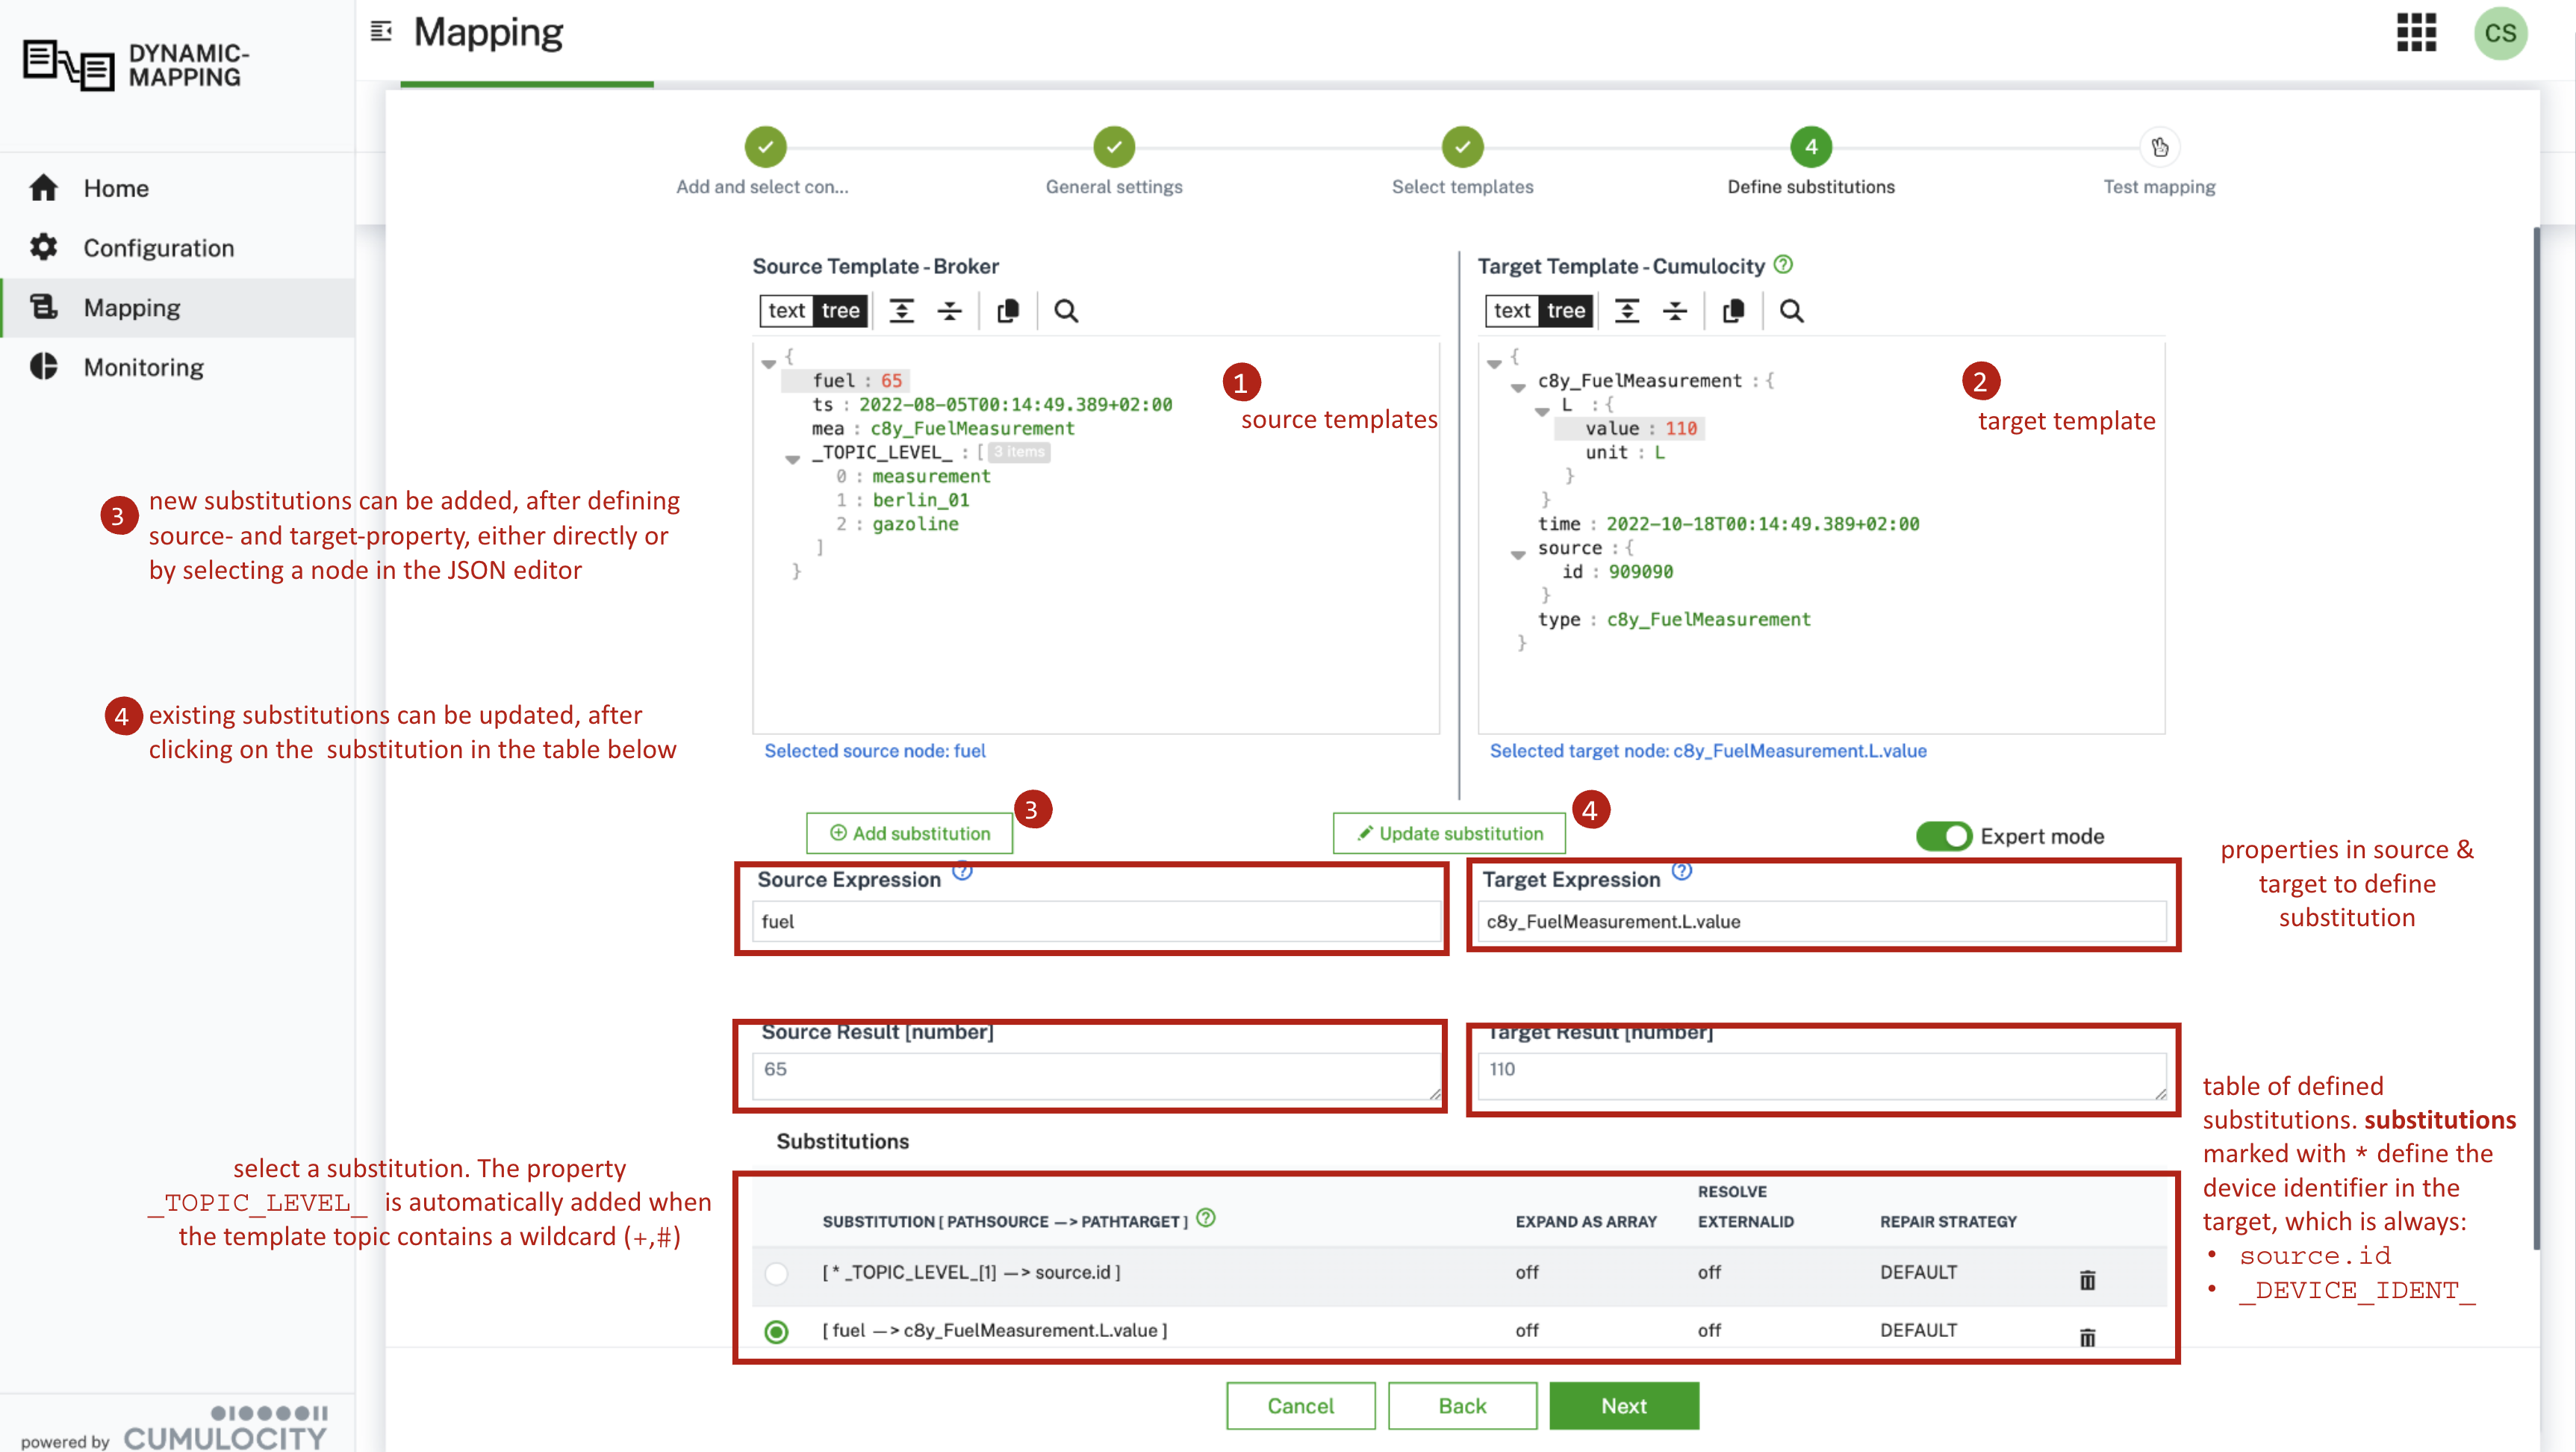 DYNAMIC-
MAPPING
Mapping
CS
Home
Configuration
Mapping
Monitoring
Add and select con...
General settings
Select templates
4
Define substitutions
Test mapping
Source Template - Broker
text tree
{
fuel : 65
ts : 2022-08-05T00:14:49.389+02:00
mea : c8y_FuelMeasurement
_TOPIC_LEVEL_ : [ 3 items
0 : measurement
1 : berlin_01
2 : gazoline
]
}
1
source templates
Selected source node: fuel
Target Template - Cumulocity
text tree
{
c8y_FuelMeasurement : {
L : {
value : 110
unit : L
}
}
time : 2022-10-18T00:14:49.389+02:00
source : {
id : 909090
}
type : c8y_FuelMeasurement
}
2
target template
Selected target node: c8y_FuelMeasurement.L.value
3 new substitutions can be added, after defining
source- and target-property, either directly or
by selecting a node in the JSON editor
4 existing substitutions can be updated, after
clicking on the substitution in the table below
Add substitution 3
Update substitution 4
Expert mode
Source Expression
fuel
Target Expression
c8y_FuelMeasurement.L.value
properties in source &
target to define
substitution
Source Result [number]
65
Target Result [number]
110
Substitutions
select a substitution. The property
_TOPIC_LEVEL_ is automatically added when
the template topic contains a wildcard (+,#)
SUBSTITUTION [ PATHSOURCE —> PATHTARGET ] EXPAND AS ARRAY RESOLVE EXTERNALID REPAIR STRATEGY
[ * _TOPIC_LEVEL_[1] —> source.id ] off off DEFAULT
[ fuel —> c8y_FuelMeasurement.L.value ] off off DEFAULT
table of defined
substitutions. substitutions
marked with * define the
device identifier in the
target, which is always:
• source.id
• _DEVICE_IDENT_
Cancel
Back
Next
powered by CUMULOCITY